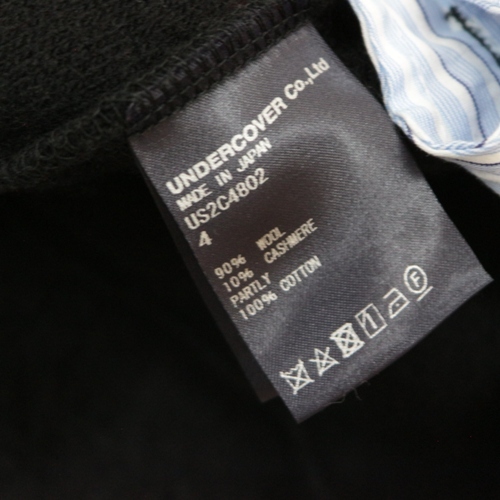 UNDERCOVER Co.,Ltd
MADE IN JAPAN
US2C4802
4
90% WOOL
10% CASHMERE
PARTLY
100% COTTON